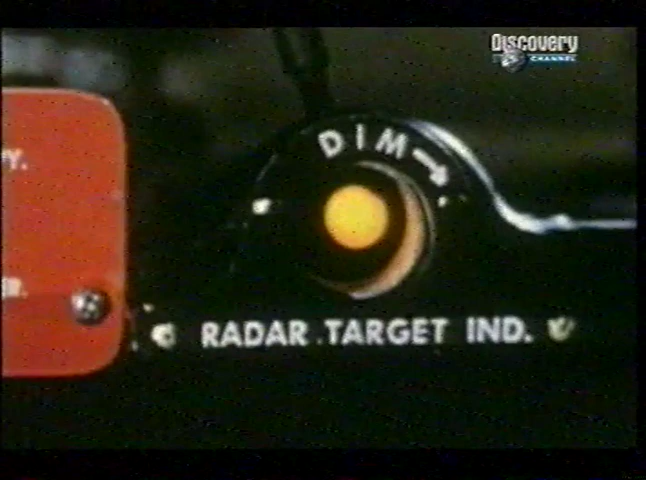 Discovery
CHANNEL
DIM→
Y.
RADAR TARGET IND.